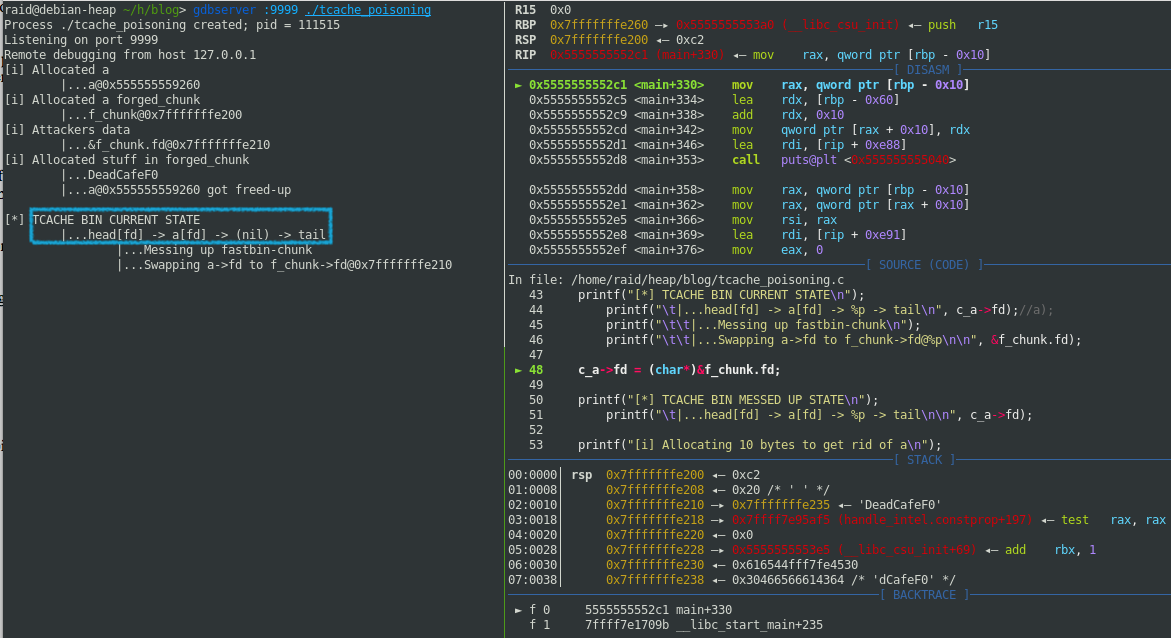 raid@debian-heap ~/h/blog> gdbserver :9999 ./tcache_poisoning
Process ./tcache_poisoning created; pid = 111515
Listening on port 9999
Remote debugging from host 127.0.0.1
[i] Allocated a
|...a@0x555555559260
[i] Allocated a forged_chunk
|...f_chunk@0x7fffffffe200
[i] Attackers data
|...&f_chunk.fd@0x7fffffffe210
[i] Allocated stuff in forged_chunk
|...DeadCafeF0
|...a@0x555555559260 got freed-up
[*] TCACHE BIN CURRENT STATE
|...head[fd] -> a[fd] -> (nil) -> tail
|...Messing up fastbin-chunk
|...Swapping a->fd to f_chunk->fd@0x7fffffffe210
R15 0x0
RBP 0x7fffffffe260 —▸ 0x5555555553a0 (__libc_csu_init) ◂— push r15
RSP 0x7fffffffe200 ◂— 0xc2
RIP 0x5555555552c1 (main+330) ◂— mov rax, qword ptr [rbp - 0x10]
[ DISASM ]
► 0x5555555552c1 <main+330> mov rax, qword ptr [rbp - 0x10]
0x5555555552c5 <main+334> lea rdx, [rbp - 0x60]
0x5555555552c9 <main+338> add rdx, 0x10
0x5555555552cd <main+342> mov qword ptr [rax + 0x10], rdx
0x5555555552d1 <main+346> lea rdi, [rip + 0xe88]
0x5555555552d8 <main+353> call puts@plt <0x555555555040>
0x5555555552dd <main+358> mov rax, qword ptr [rbp - 0x10]
0x5555555552e1 <main+362> mov rax, qword ptr [rax + 0x10]
0x5555555552e5 <main+366> mov rsi, rax
0x5555555552e8 <main+369> lea rdi, [rip + 0xe91]
0x5555555552ef <main+376> mov eax, 0
[ SOURCE (CODE) ]
In file: /home/raid/heap/blog/tcache_poisoning.c
43 printf("[*] TCACHE BIN CURRENT STATE\n");
44 printf("\t|...head[fd] -> a[fd] -> %p -> tail\n", c_a->fd);//a);
45 printf("\t\t|...Messing up fastbin-chunk\n");
46 printf("\t\t|...Swapping a->fd to f_chunk->fd@%p\n\n", &f_chunk.fd);
47
► 48 c_a->fd = (char*)&f_chunk.fd;
49
50 printf("[*] TCACHE BIN MESSED UP STATE\n");
51 printf("\t|...head[fd] -> a[fd] -> %p -> tail\n\n", c_a->fd);
52
53 printf("[i] Allocating 10 bytes to get rid of a\n");
[ STACK ]
00:0000│ rsp 0x7fffffffe200 ◂— 0xc2
01:0008│ 0x7fffffffe208 ◂— 0x20 /* ' ' */
02:0010│ 0x7fffffffe210 —▸ 0x7fffffffe235 ◂— 'DeadCafeF0'
03:0018│ 0x7fffffffe218 —▸ 0x7ffff7e95af5 (handle_intel.constprop+197) ◂— test rax, rax
04:0020│ 0x7fffffffe220 ◂— 0x0
05:0028│ 0x7fffffffe228 —▸ 0x5555555553e5 (__libc_csu_init+69) ◂— add rbx, 1
06:0030│ 0x7fffffffe230 ◂— 0x616544fff7fe4530
07:0038│ 0x7fffffffe238 ◂— 0x30466566614364 /* 'dCafeF0' */
[ BACKTRACE ]
► f 0 5555555552c1 main+330
f 1 7ffff7e1709b __libc_start_main+235